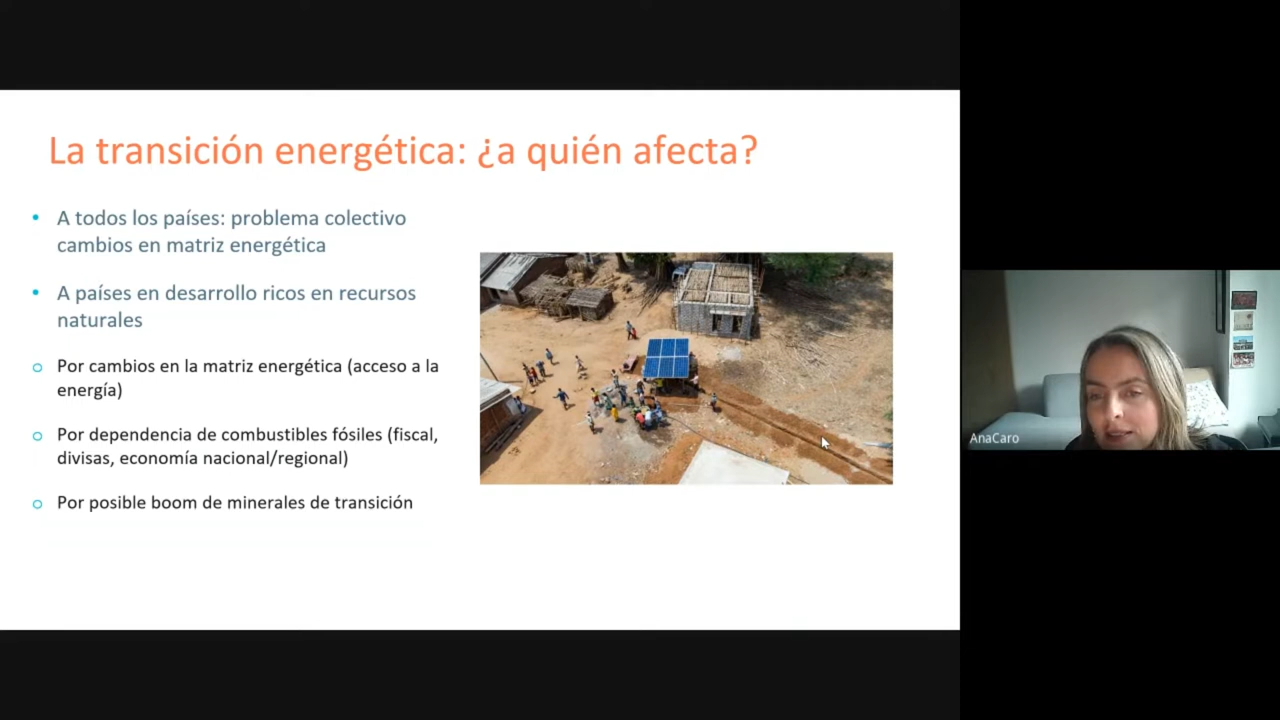 La transición energética: ¿a quién afecta?
• A todos los países: problema colectivo
cambios en matriz energética
• A países en desarrollo ricos en recursos
naturales
o Por cambios en la matriz energética (acceso a la
energía)
o Por dependencia de combustibles fósiles (fiscal,
divisas, economía nacional/regional)
o Por posible boom de minerales de transición
AnaCaro